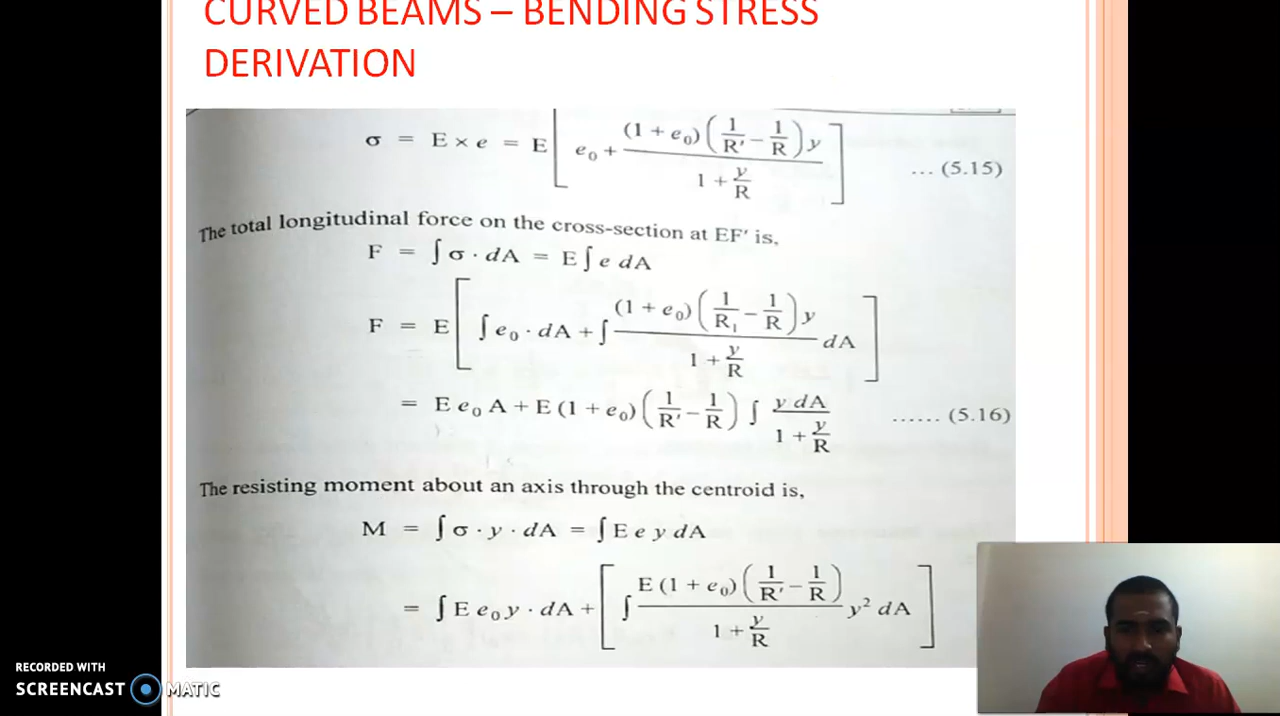 CURVED BEAMS – BENDING STRESS
DERIVATION
σ = E × e = E [ e₀ + (1 + e₀) (1/R' − 1/R) y / (1 + y/R) ] ... (5.15)
The total longitudinal force on the cross-section at EF' is,
F = ∫ σ · dA = E ∫ e dA
F = E [ ∫ e₀ · dA + ∫ (1 + e₀) (1/R₁ − 1/R) y / (1 + y/R) dA ]
= E e₀ A + E (1 + e₀) (1/R' − 1/R) ∫ y dA / (1 + y/R) ...... (5.16)
The resisting moment about an axis through the centroid is,
M = ∫ σ · y · dA = ∫ E e y dA
= ∫ E e₀ y · dA + [ ∫ E (1 + e₀) (1/R' − 1/R) / (1 + y/R) y² dA ]
RECORDED WITH
SCREENCAST MATIC